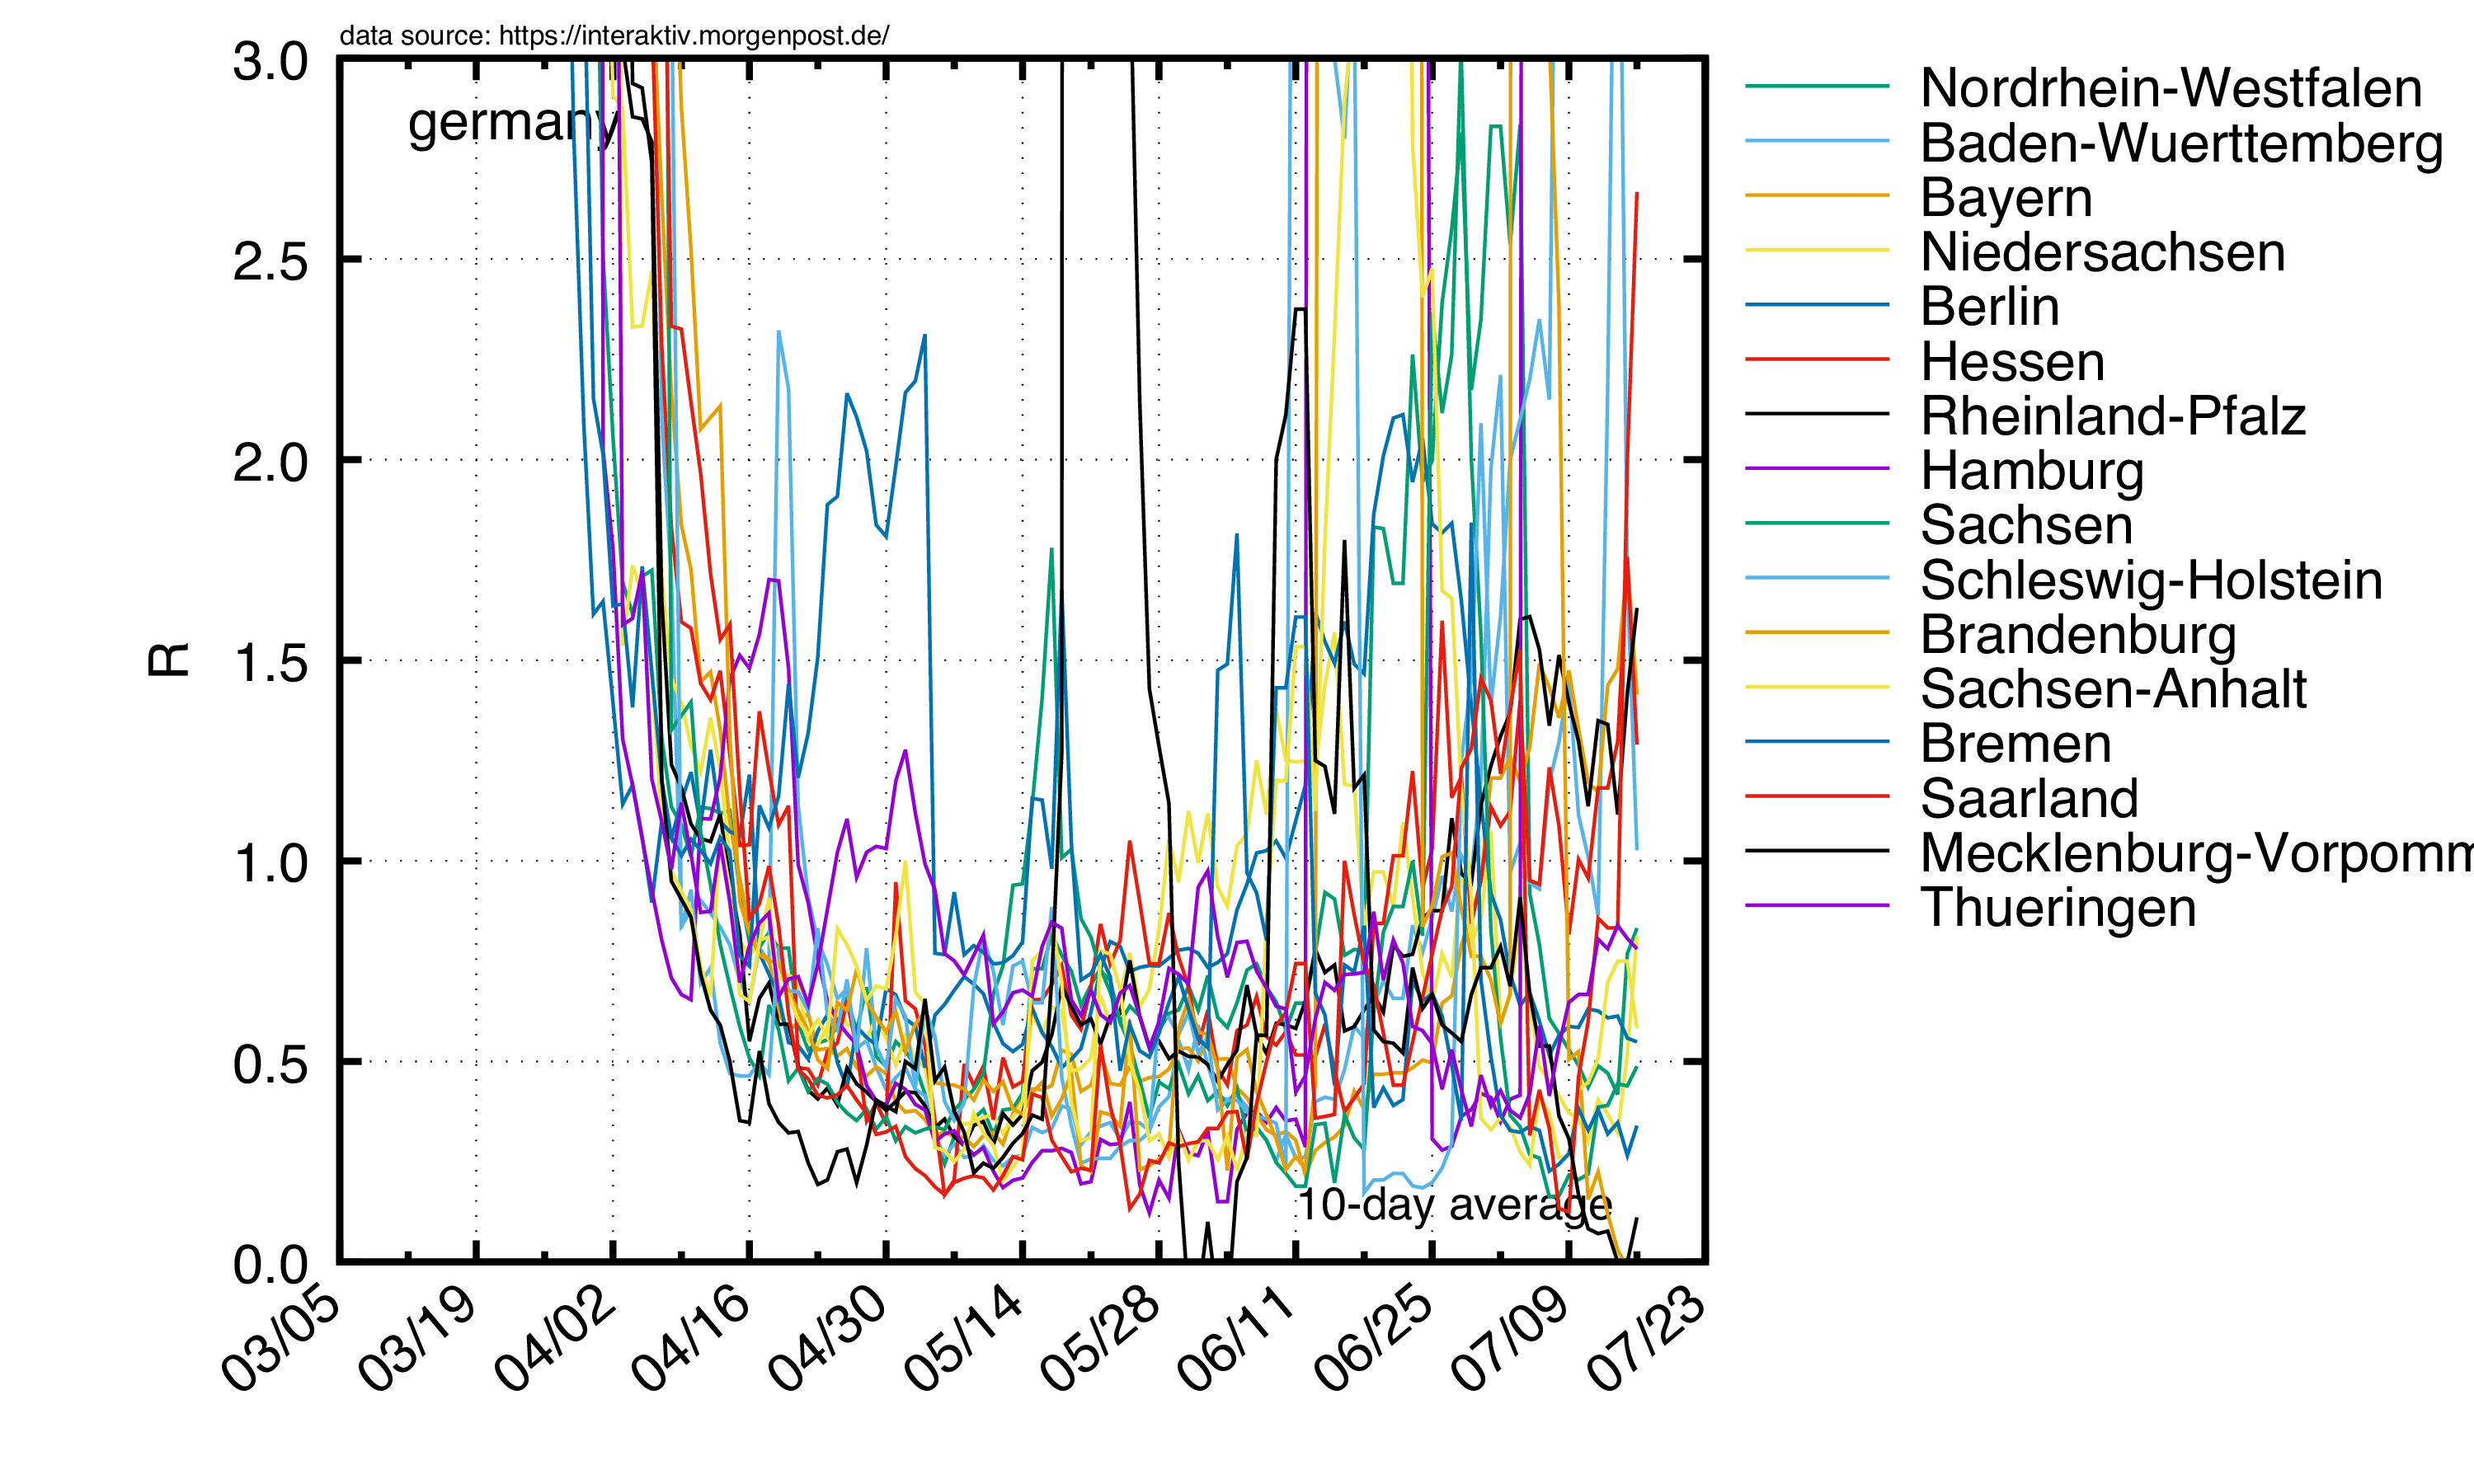 data source: https://interaktiv.morgenpost.de/
germany
R
3.0
2.5
2.0
1.5
1.0
0.5
0.0
10-day average
03/05
03/19
04/02
04/16
04/30
05/14
05/28
06/11
06/25
07/09
07/23
Nordrhein-Westfalen
Baden-Wuerttemberg
Bayern
Niedersachsen
Berlin
Hessen
Rheinland-Pfalz
Hamburg
Sachsen
Schleswig-Holstein
Brandenburg
Sachsen-Anhalt
Bremen
Saarland
Mecklenburg-Vorpomm
Thueringen